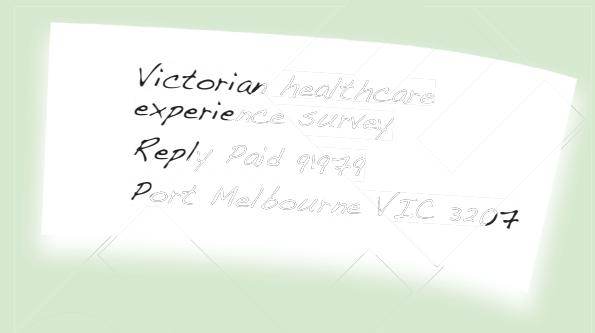 Victorian healthcare
experience survey
Reply Paid 91979
Port Melbourne VIC 3207